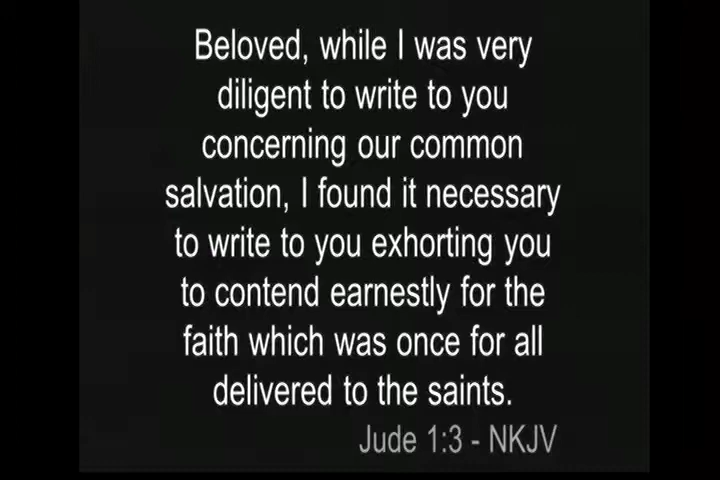 Beloved, while I was very
diligent to write to you
concerning our common
salvation, I found it necessary
to write to you exhorting you
to contend earnestly for the
faith which was once for all
delivered to the saints.
Jude 1:3 - NKJV